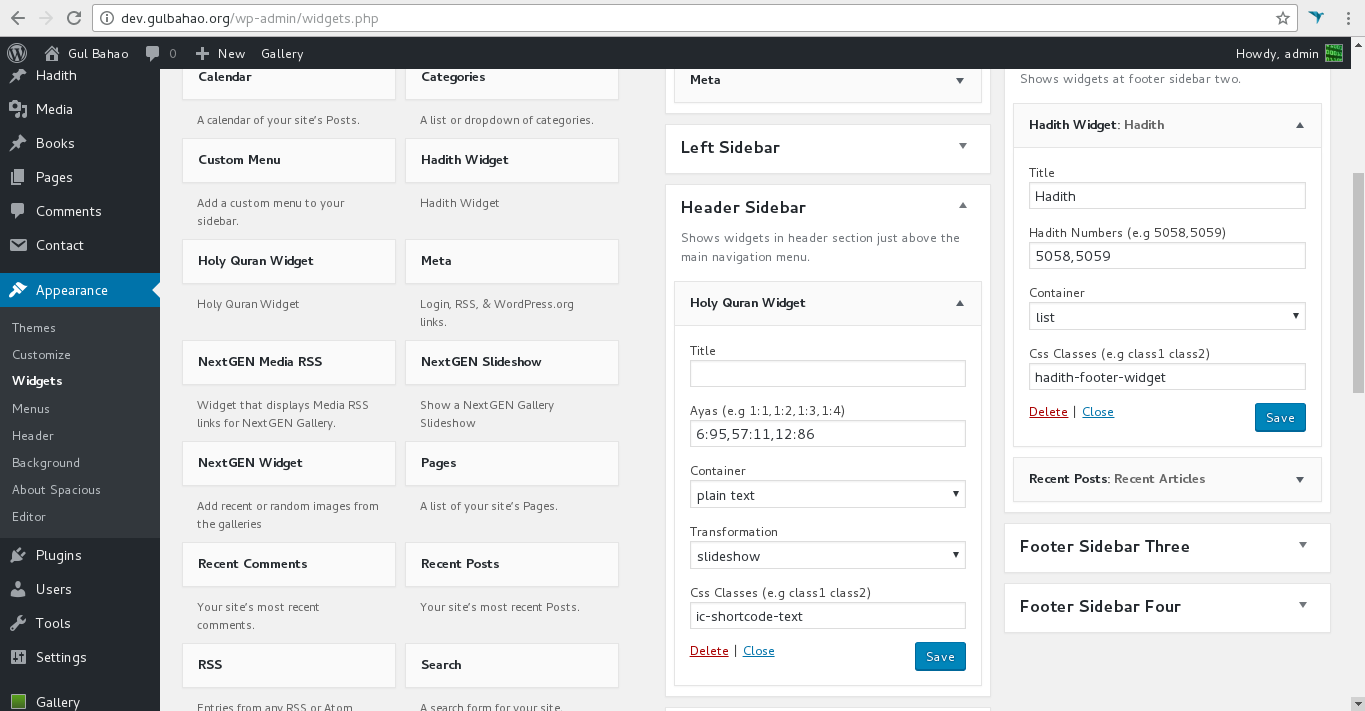 dev.gulbahao.org/wp-admin/widgets.php
Gul Bahao 0 New Gallery Howdy, admin
Hadith
Media
Books
Pages
Comments
Contact
Appearance
Themes
Customize
Widgets
Menus
Header
Background
About Spacious
Editor
Plugins
Users
Tools
Settings
Gallery
Calendar
A calendar of your site's Posts.
Categories
A list or dropdown of categories.
Custom Menu
Add a custom menu to your
sidebar.
Hadith Widget
Hadith Widget
Holy Quran Widget
Holy Quran Widget
Meta
Login, RSS, & WordPress.org
links.
NextGEN Media RSS
Widget that displays Media RSS
links for NextGEN Gallery.
NextGEN Slideshow
Show a NextGEN Gallery
Slideshow
NextGEN Widget
Add recent or random images from
the galleries
Pages
A list of your site's Pages.
Recent Comments
Your site's most recent
comments.
Recent Posts
Your site's most recent Posts.
RSS
Entries from any RSS or Atom
Search
A search form for your site.
Meta
Left Sidebar
Header Sidebar
Shows widgets in header section just above the
main navigation menu.
Holy Quran Widget
Title
Ayas (e.g 1:1,1:2,1:3,1:4)
6:95,57:11,12:86
Container
plain text
Transformation
slideshow
Css Classes (e.g class1 class2)
ic-shortcode-text
Delete | Close
Save
Shows widgets at footer sidebar two.
Hadith Widget: Hadith
Title
Hadith
Hadith Numbers (e.g 5058,5059)
5058,5059
Container
list
Css Classes (e.g class1 class2)
hadith-footer-widget
Delete | Close
Save
Recent Posts: Recent Articles
Footer Sidebar Three
Footer Sidebar Four